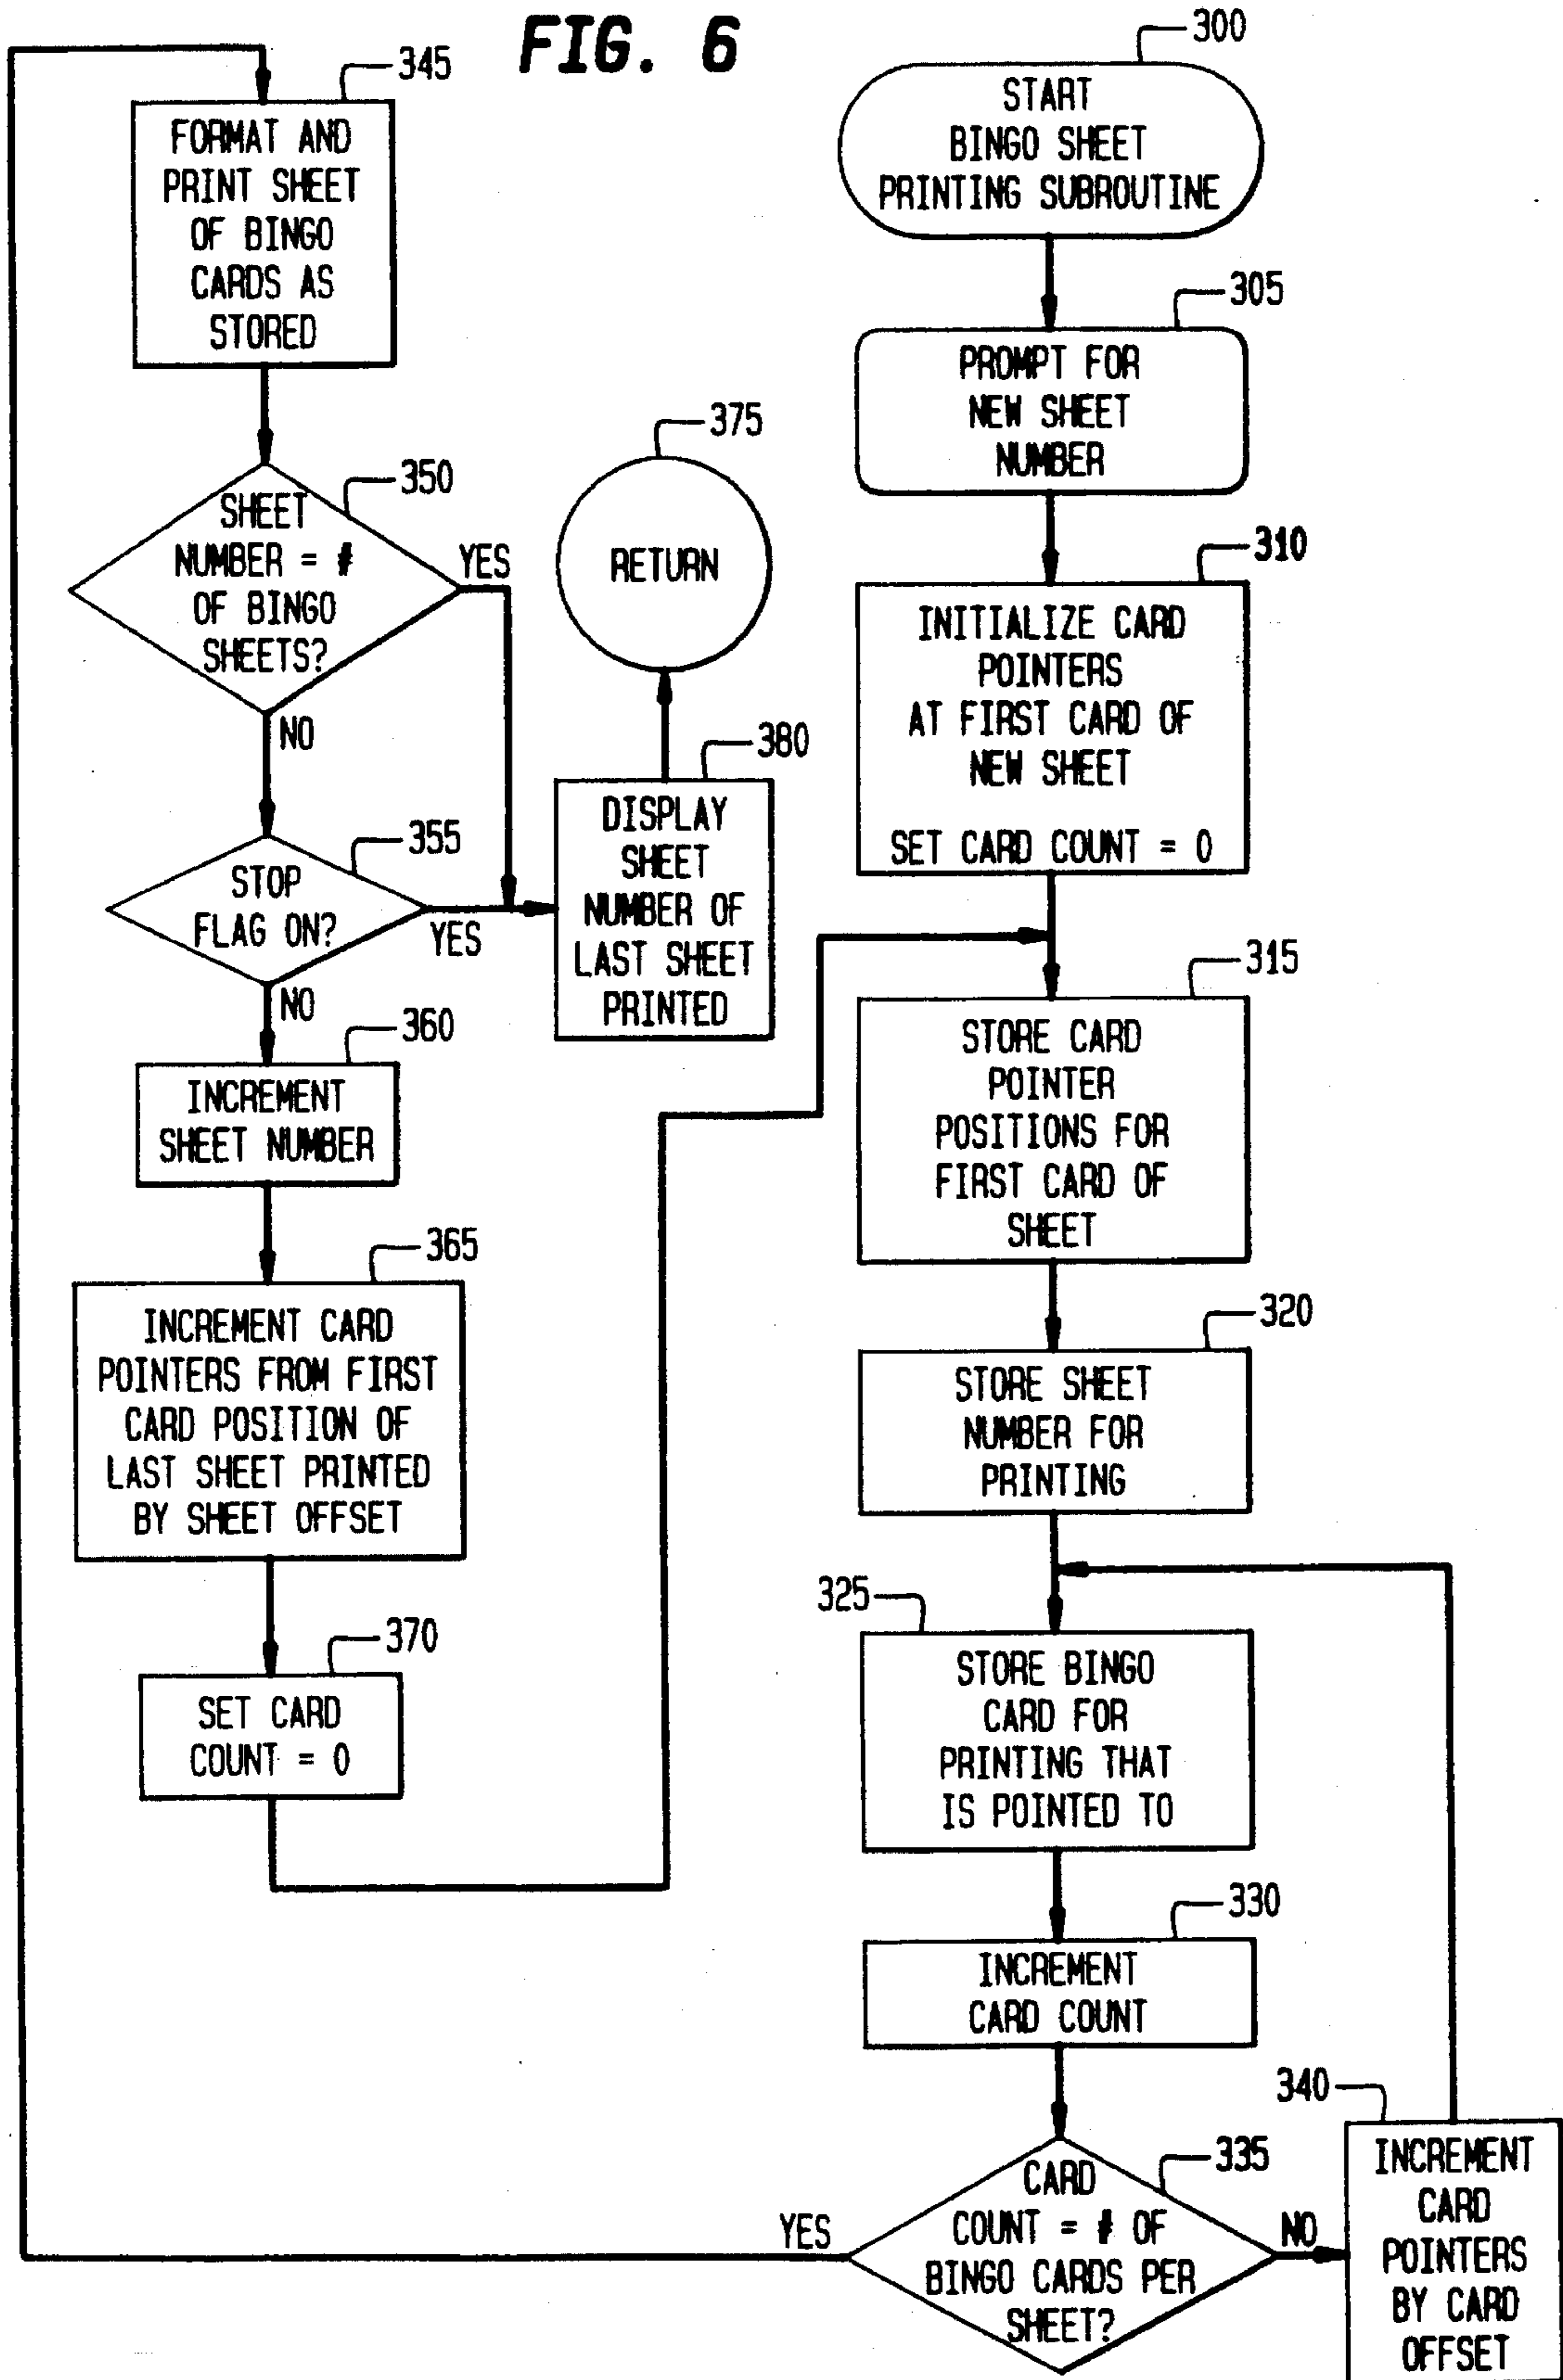 FIG. 6
300
START
BINGO SHEET
PRINTING SUBROUTINE
305
PROMPT FOR
NEW SHEET
NUMBER
310
INITIALIZE CARD
POINTERS
AT FIRST CARD OF
NEW SHEET
SET CARD COUNT = 0
315
STORE CARD
POINTER
POSITIONS FOR
FIRST CARD OF
SHEET
320
STORE SHEET
NUMBER FOR
PRINTING
325
STORE BINGO
CARD FOR
PRINTING THAT
IS POINTED TO
330
INCREMENT
CARD COUNT
335
CARD
COUNT = # OF
BINGO CARDS PER
SHEET?
YES
NO
340
INCREMENT
CARD
POINTERS
BY CARD
OFFSET
345
FORMAT AND
PRINT SHEET
OF BINGO
CARDS AS
STORED
350
SHEET
NUMBER = #
OF BINGO
SHEETS?
YES
NO
355
STOP
FLAG ON?
YES
NO
360
INCREMENT
SHEET NUMBER
365
INCREMENT CARD
POINTERS FROM FIRST
CARD POSITION OF
LAST SHEET PRINTED
BY SHEET OFFSET
370
SET CARD
COUNT = 0
380
DISPLAY
SHEET
NUMBER OF
LAST SHEET
PRINTED
375
RETURN